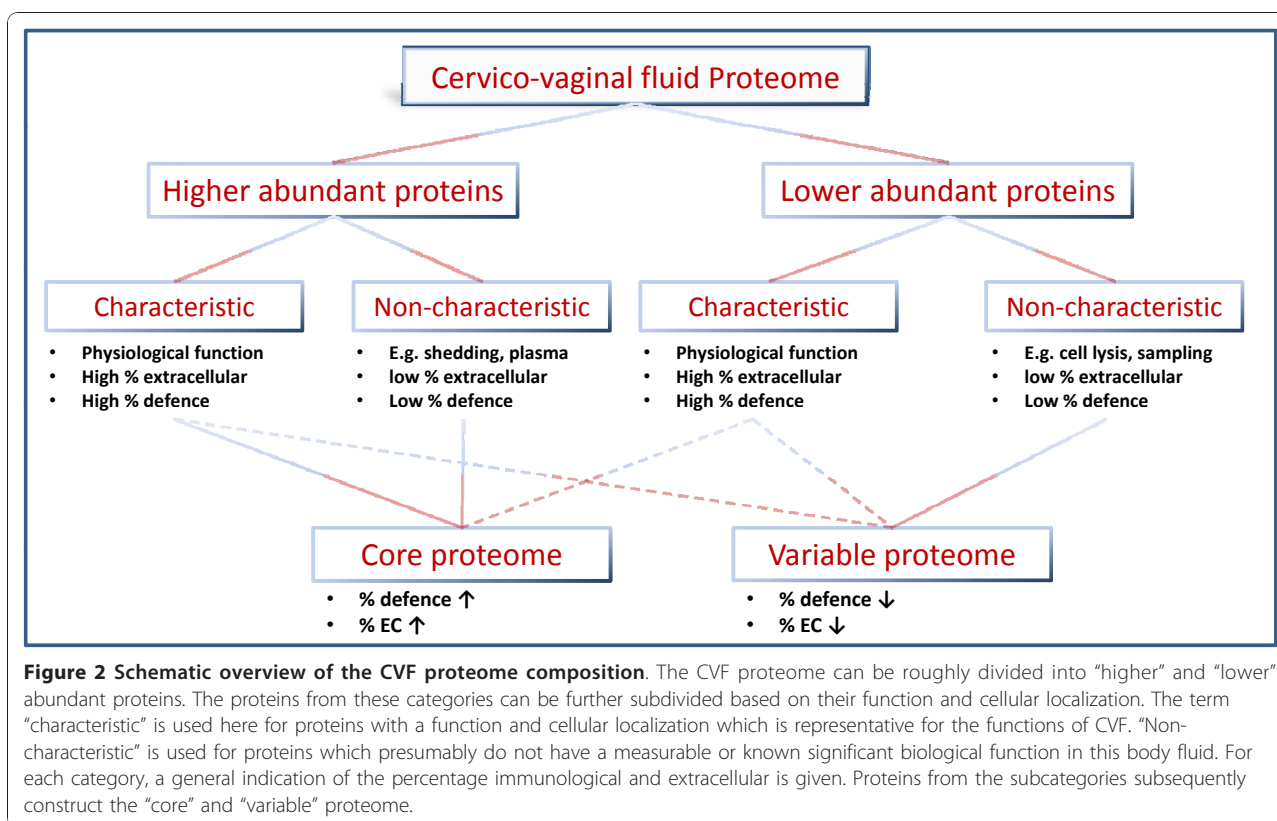 Cervico-vaginal fluid Proteome
Higher abundant proteins
Lower abundant proteins
Characteristic
• Physiological function
• High % extracellular
• High % defence
Non-characteristic
• E.g. shedding, plasma
• low % extracellular
• Low % defence
Characteristic
• Physiological function
• High % extracellular
• High % defence
Non-characteristic
• E.g. cell lysis, sampling
• low % extracellular
• Low % defence
Core proteome
• % defence ↑
• % EC ↑
Variable proteome
• % defence ↓
• % EC ↓
Figure 2 Schematic overview of the CVF proteome composition. The CVF proteome can be roughly divided into “higher” and “lower”
abundant proteins. The proteins from these categories can be further subdivided based on their function and cellular localization. The term
“characteristic” is used here for proteins with a function and cellular localization which is representative for the functions of CVF. “Non-
characteristic” is used for proteins which presumably do not have a measurable or known significant biological function in this body fluid. For
each category, a general indication of the percentage immunological and extracellular is given. Proteins from the subcategories subsequently
construct the “core” and “variable” proteome.